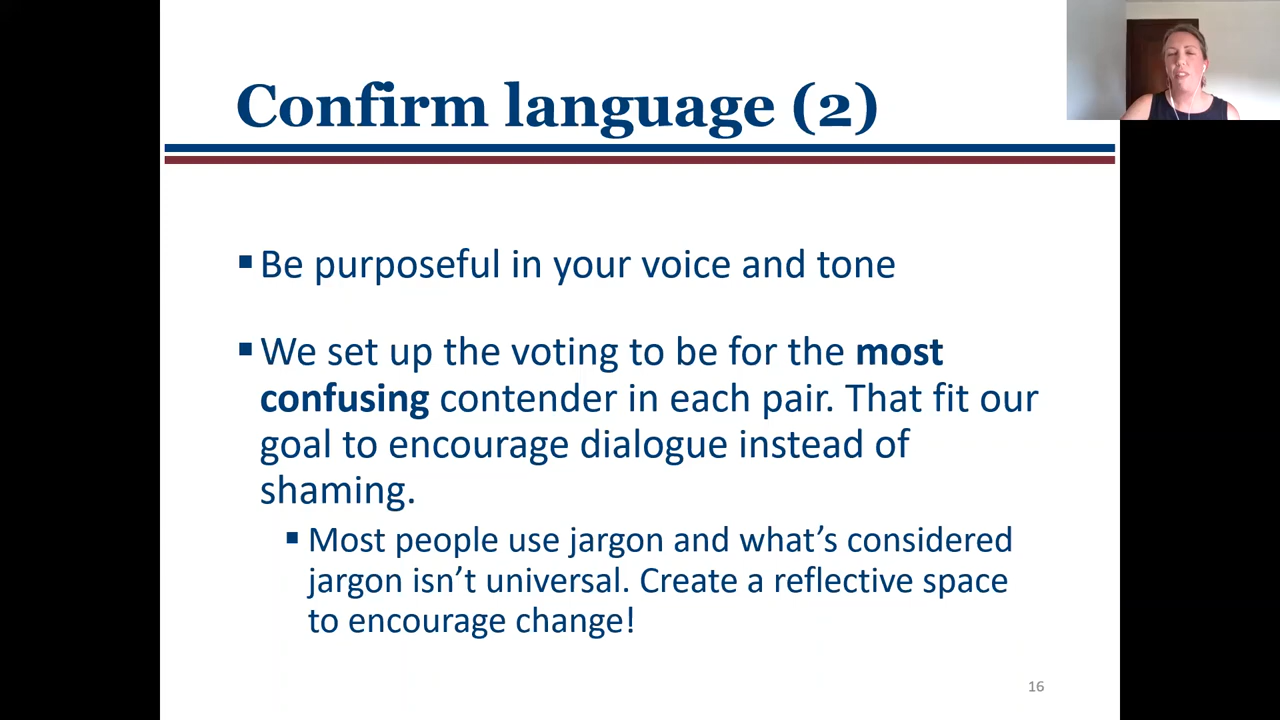 Confirm language (2)
▪ Be purposeful in your voice and tone
▪ We set up the voting to be for the most
confusing contender in each pair. That fit our
goal to encourage dialogue instead of
shaming.
▪ Most people use jargon and what’s considered
jargon isn’t universal. Create a reflective space
to encourage change!
16